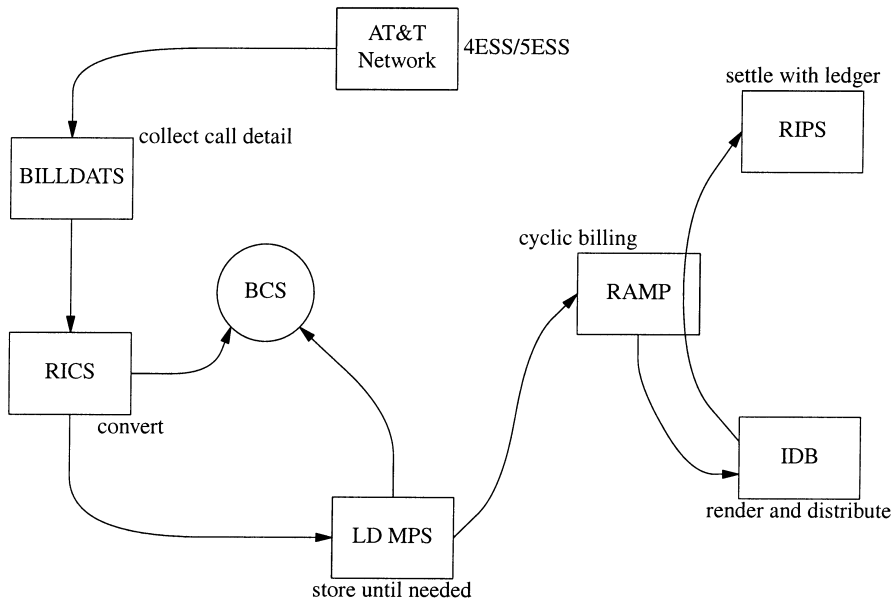 AT&T
Network
4ESS/5ESS
settle with ledger
RIPS
collect call detail
BILLDATS
cyclic billing
RAMP
BCS
RICS
convert
IDB
render and distribute
LD MPS
store until needed